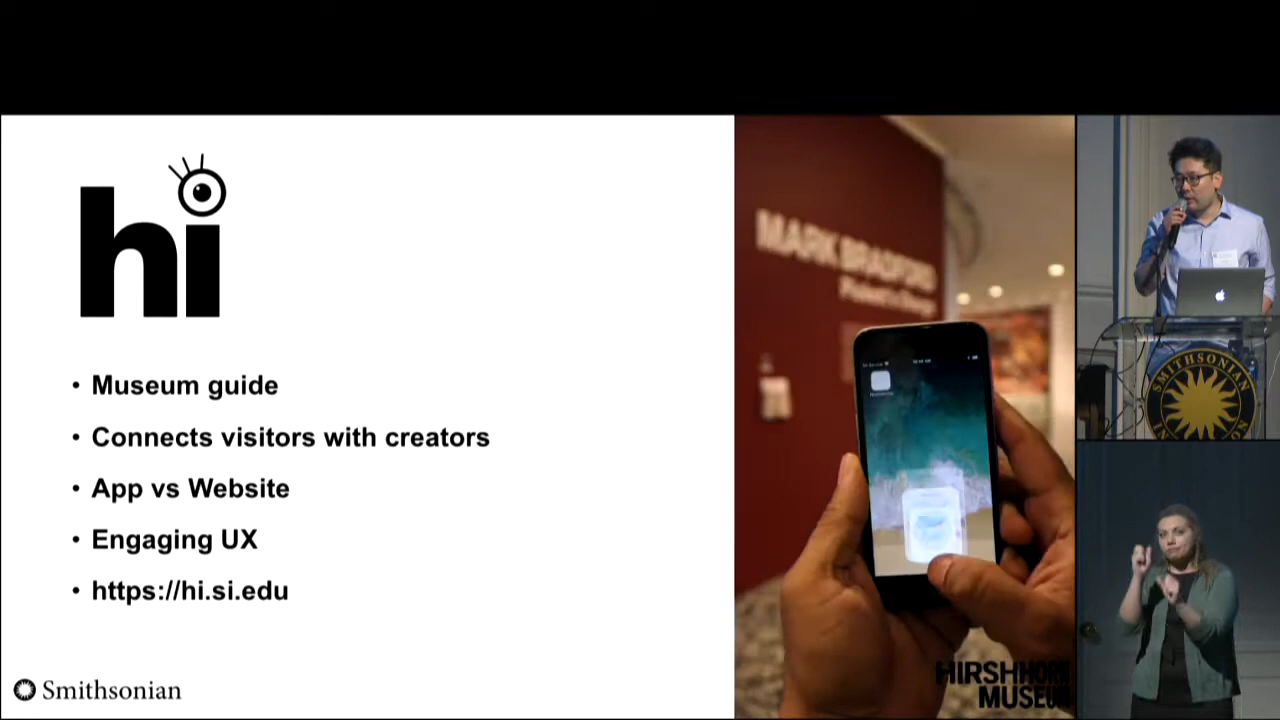 hi
• Museum guide
• Connects visitors with creators
• App vs Website
• Engaging UX
• https://hi.si.edu
Smithsonian
MARK BRADFORD
HIRSHHORN
MUSEUM
SMITHSONIAN